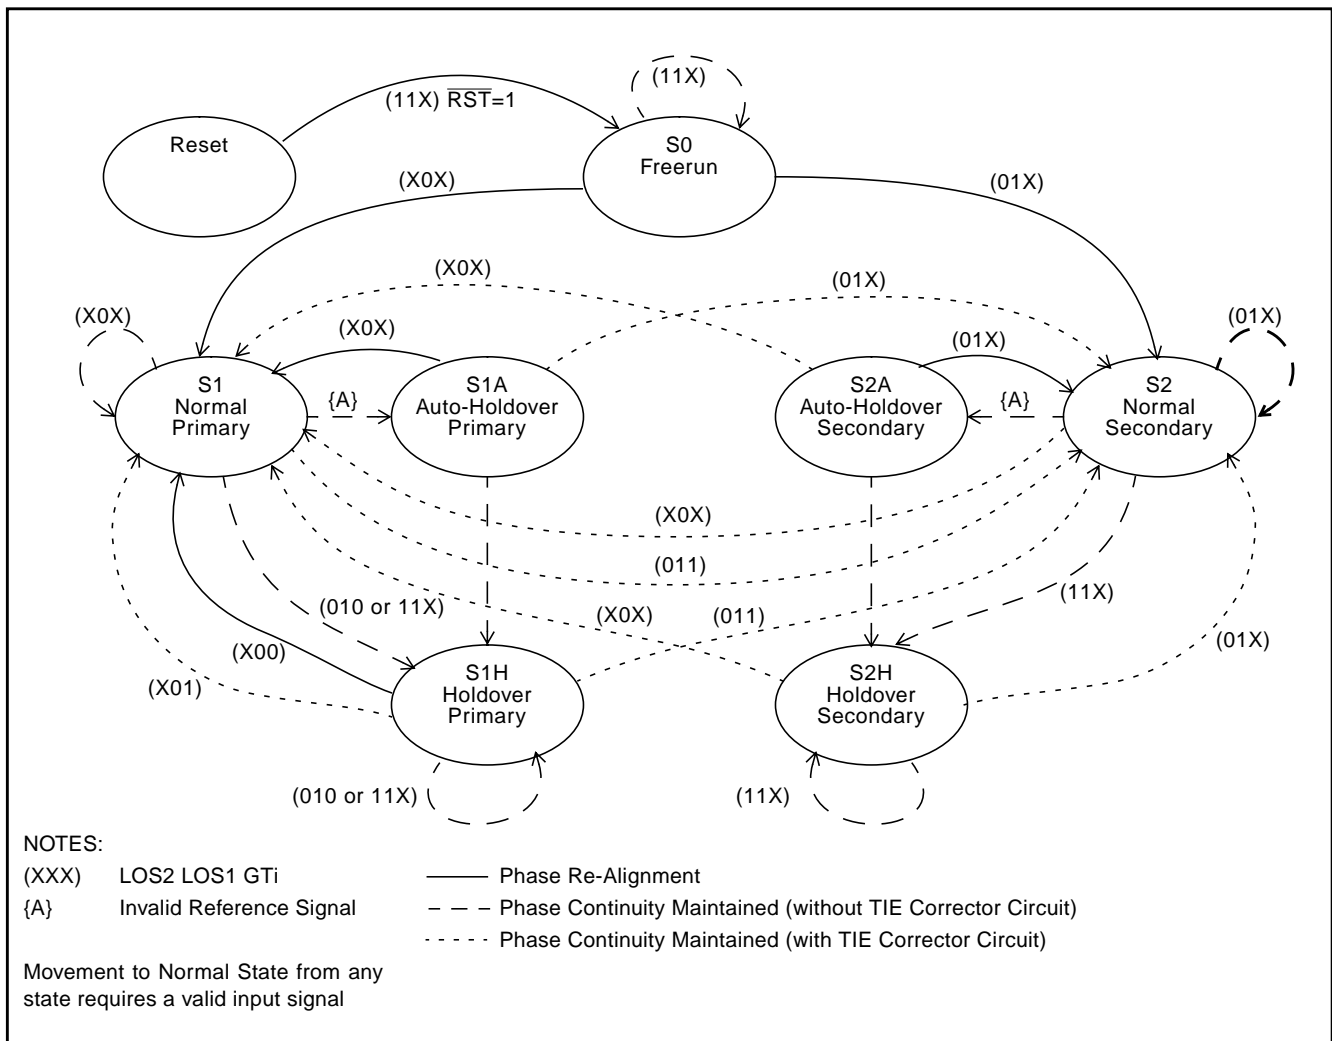 (11X)
(11X) R̅S̅T̅=1
Reset
S0
Freerun
(X0X)
(01X)
(X0X)
(01X)
(X0X)
(X0X)
(01X)
(01X)
S1
Normal
Primary
{A}
S1A
Auto-Holdover
Primary
S2A
Auto-Holdover
Secondary
{A}
S2
Normal
Secondary
(X0X)
(011)
(010 or 11X)
(X0X)
(011)
(11X)
(X00)
(01X)
(X01)
S1H
Holdover
Primary
S2H
Holdover
Secondary
(010 or 11X)
(11X)
NOTES:
(XXX) LOS2 LOS1 GTi
{A} Invalid Reference Signal
Phase Re-Alignment
Phase Continuity Maintained (without TIE Corrector Circuit)
Phase Continuity Maintained (with TIE Corrector Circuit)
Movement to Normal State from any
state requires a valid input signal